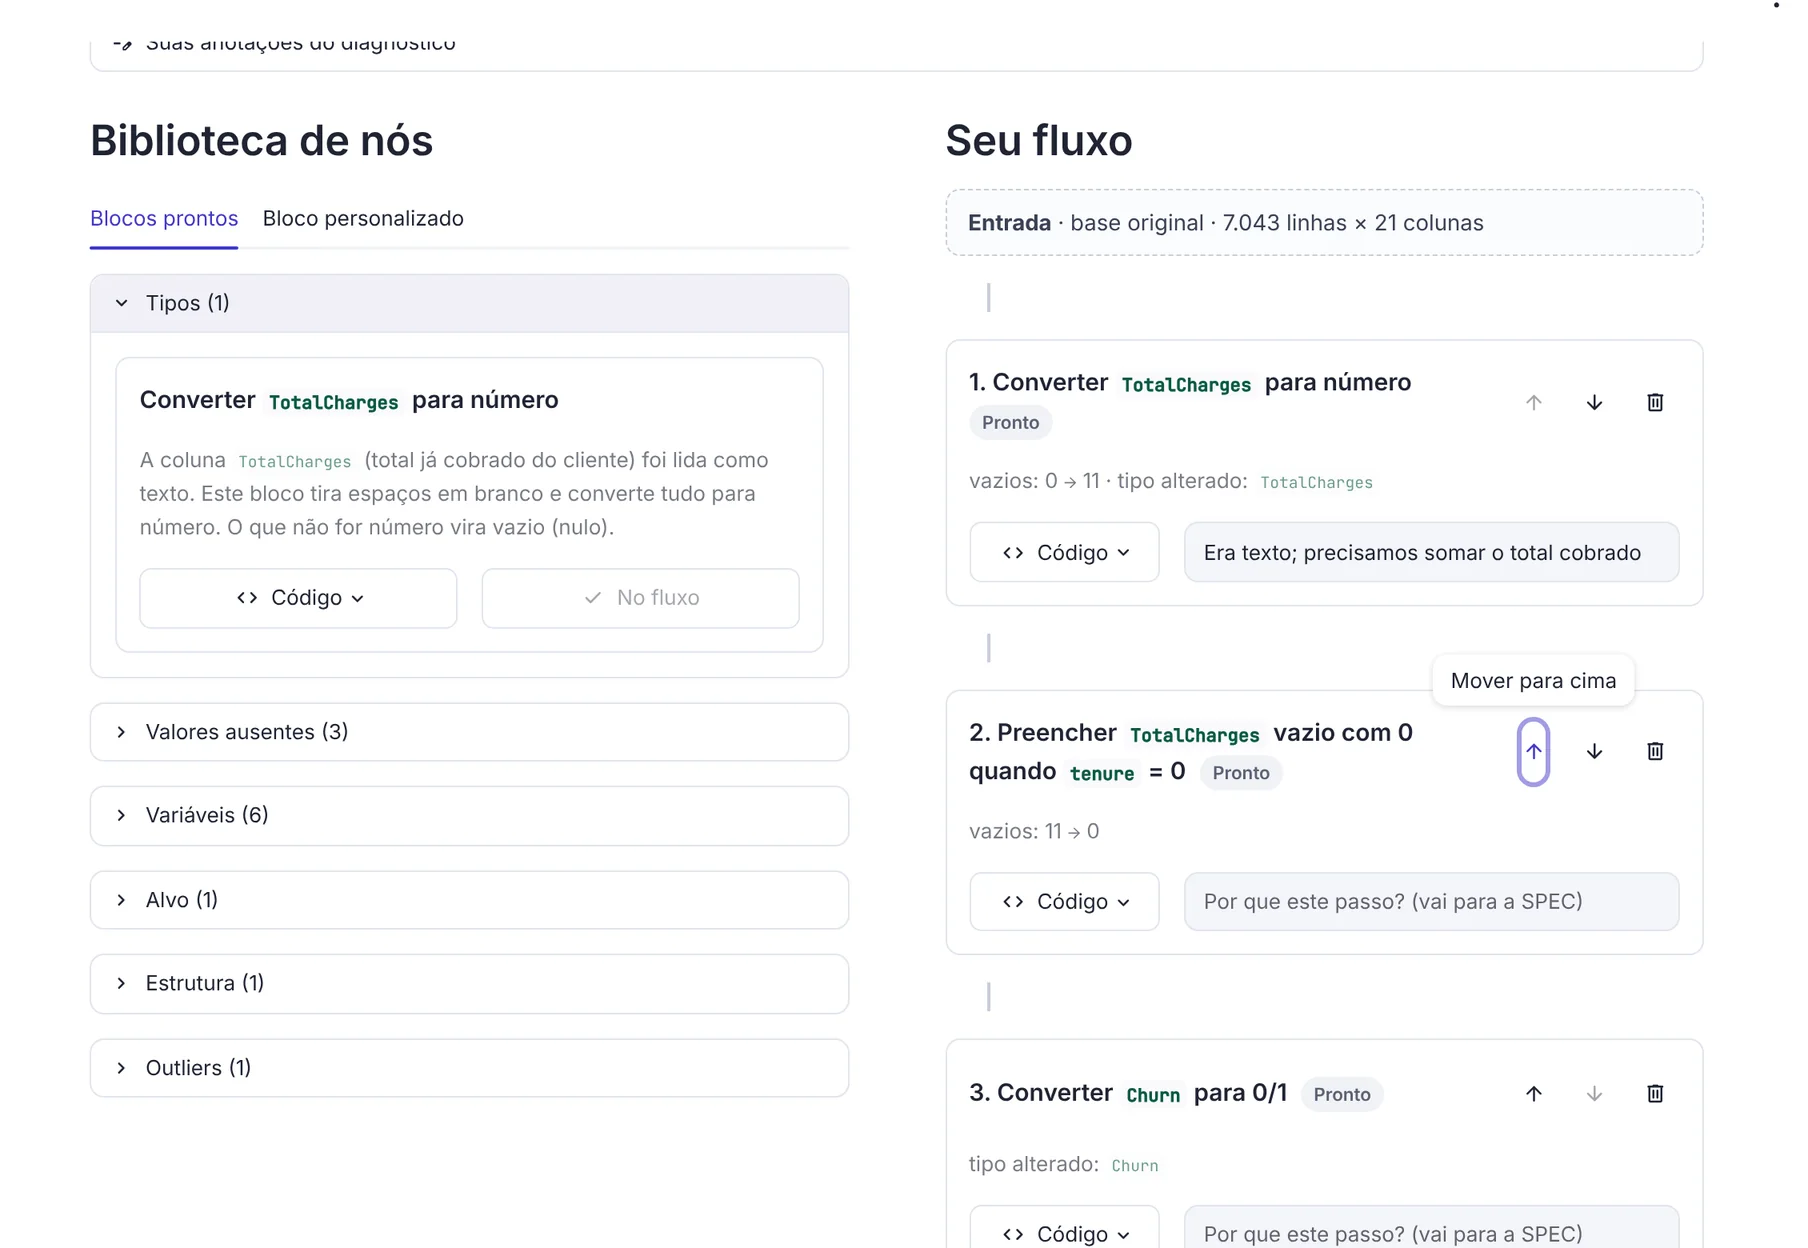 Suas anotações do diagnóstico
Biblioteca de nós
Blocos prontos
Bloco personalizado
Tipos (1)
Converter TotalCharges para número
A coluna TotalCharges (total já cobrado do cliente) foi lida como
texto. Este bloco tira espaços em branco e converte tudo para
número. O que não for número vira vazio (nulo).
<> Código
No fluxo
Valores ausentes (3)
Variáveis (6)
Alvo (1)
Estrutura (1)
Outliers (1)
Seu fluxo
Entrada · base original · 7.043 linhas × 21 colunas
1. Converter TotalCharges para número
Pronto
vazios: 0 → 11 · tipo alterado: TotalCharges
<> Código
Era texto; precisamos somar o total cobrado
Mover para cima
2. Preencher TotalCharges vazio com 0
quando tenure = 0 Pronto
vazios: 11 → 0
<> Código
Por que este passo? (vai para a SPEC)
3. Converter Churn para 0/1 Pronto
tipo alterado: Churn
<> Código
Por que este passo? (vai para a SPEC)